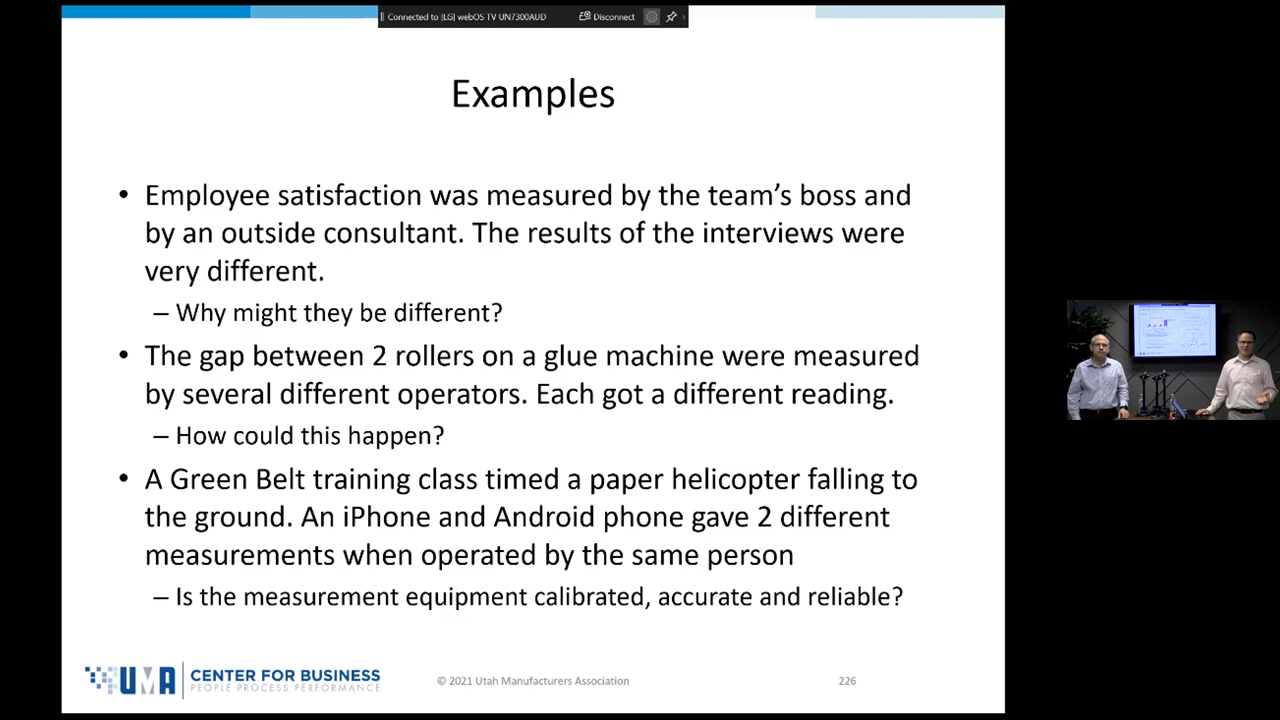 Connected to [LG] webOS TV UN7300AUD Disconnect
Examples
• Employee satisfaction was measured by the team's boss and
by an outside consultant. The results of the interviews were
very different.
– Why might they be different?
• The gap between 2 rollers on a glue machine were measured
by several different operators. Each got a different reading.
– How could this happen?
• A Green Belt training class timed a paper helicopter falling to
the ground. An iPhone and Android phone gave 2 different
measurements when operated by the same person
– Is the measurement equipment calibrated, accurate and reliable?
UMA CENTER FOR BUSINESS
PEOPLE PROCESS PERFORMANCE
© 2021 Utah Manufacturers Association
226